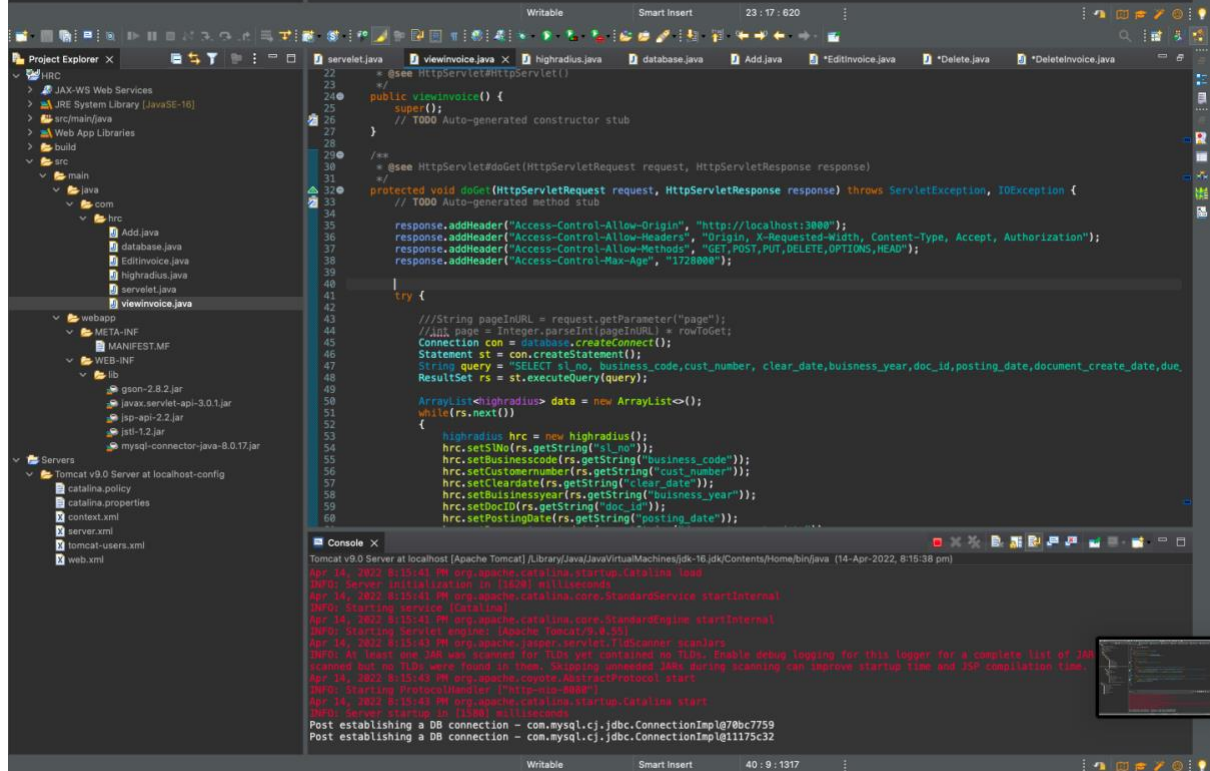 Writable Smart Insert 23 : 17 : 620
Project Explorer
HRC
JAX-WS Web Services
JRE System Library [JavaSE-16]
src/main/java
Web App Libraries
build
src
main
java
com
hrc
Add.java
database.java
Editinvoice.java
highradius.java
servelet.java
viewinvoice.java
webapp
META-INF
MANIFEST.MF
WEB-INF
lib
gson-2.8.2.jar
javax.servlet-api-3.0.1.jar
jsp-api-2.2.jar
jstl-1.2.jar
mysql-connector-java-8.0.17.jar
Servers
Tomcat v9.0 Server at localhost-config
catalina.policy
catalina.properties
context.xml
server.xml
tomcat-users.xml
web.xml
servelet.java viewinvoice.java highradius.java database.java Add.java *EditInvoice.java *Delete.java *DeleteInvoice.java
22 * @see HttpServlet#HttpServlet()
23 */
24 public viewinvoice() {
25 super();
26 // TODO Auto-generated constructor stub
27 }
28
29 /**
30 * @see HttpServlet#doGet(HttpServletRequest request, HttpServletResponse response)
31 */
32 protected void doGet(HttpServletRequest request, HttpServletResponse response) throws ServletException, IOException {
33 // TODO Auto-generated method stub
34
35 response.addHeader("Access-Control-Allow-Origin", "http://localhost:3000");
36 response.addHeader("Access-Control-Allow-Headers", "Origin, X-Requested-Width, Content-Type, Accept, Authorization");
37 response.addHeader("Access-Control-Allow-Methods", "GET,POST,PUT,DELETE,OPTIONS,HEAD");
38 response.addHeader("Access-Control-Max-Age", "1728000");
39
40
41 try {
42
43 ///String pageInURL = request.getParameter("page");
44 //int page = Integer.parseInt(pageInURL) * rowToGet;
45 Connection con = database.createConnect();
46 Statement st = con.createStatement();
47 String query = "SELECT sl_no, business_code,cust_number, clear_date,buisness_year,doc_id,posting_date,document_create_date,due_
48 ResultSet rs = st.executeQuery(query);
49
50 ArrayList<highradius> data = new ArrayList<>();
51 while(rs.next())
52 {
53 highradius hrc = new highradius();
54 hrc.setSlNo(rs.getString("sl_no"));
55 hrc.setBusinesscode(rs.getString("business_code"));
56 hrc.setCustomernumber(rs.getString("cust_number"));
57 hrc.setCleardate(rs.getString("clear_date"));
58 hrc.setBuisinessyear(rs.getString("buisness_year"));
59 hrc.setDocID(rs.getString("doc_id"));
60 hrc.setPostingDate(rs.getString("posting_date"));
Console
Tomcat v9.0 Server at localhost [Apache Tomcat] /Library/Java/JavaVirtualMachines/jdk-16.jdk/Contents/Home/bin/java (14-Apr-2022, 8:15:38 pm)
Apr 14, 2022 8:15:41 PM org.apache.catalina.startup.Catalina load
INFO: Server initialization in [1620] milliseconds
Apr 14, 2022 8:15:41 PM org.apache.catalina.core.StandardService startInternal
INFO: Starting service [Catalina]
Apr 14, 2022 8:15:41 PM org.apache.catalina.core.StandardEngine startInternal
INFO: Starting Servlet engine: [Apache Tomcat/9.0.55]
Apr 14, 2022 8:15:43 PM org.apache.jasper.servlet.TldScanner scanJars
INFO: At least one JAR was scanned for TLDs yet contained no TLDs. Enable debug logging for this logger for a complete list of JAR
scanned but no TLDs were found in them. Skipping unneeded JARs during scanning can improve startup time and JSP compilation time.
Apr 14, 2022 8:15:43 PM org.apache.coyote.AbstractProtocol start
INFO: Starting ProtocolHandler ["http-nio-8080"]
Apr 14, 2022 8:15:43 PM org.apache.catalina.startup.Catalina start
INFO: Server startup in [1580] milliseconds
Post establishing a DB connection - com.mysql.cj.jdbc.ConnectionImpl@70bc7759
Post establishing a DB connection - com.mysql.cj.jdbc.ConnectionImpl@11175c32
Writable Smart Insert 40 : 9 : 1317